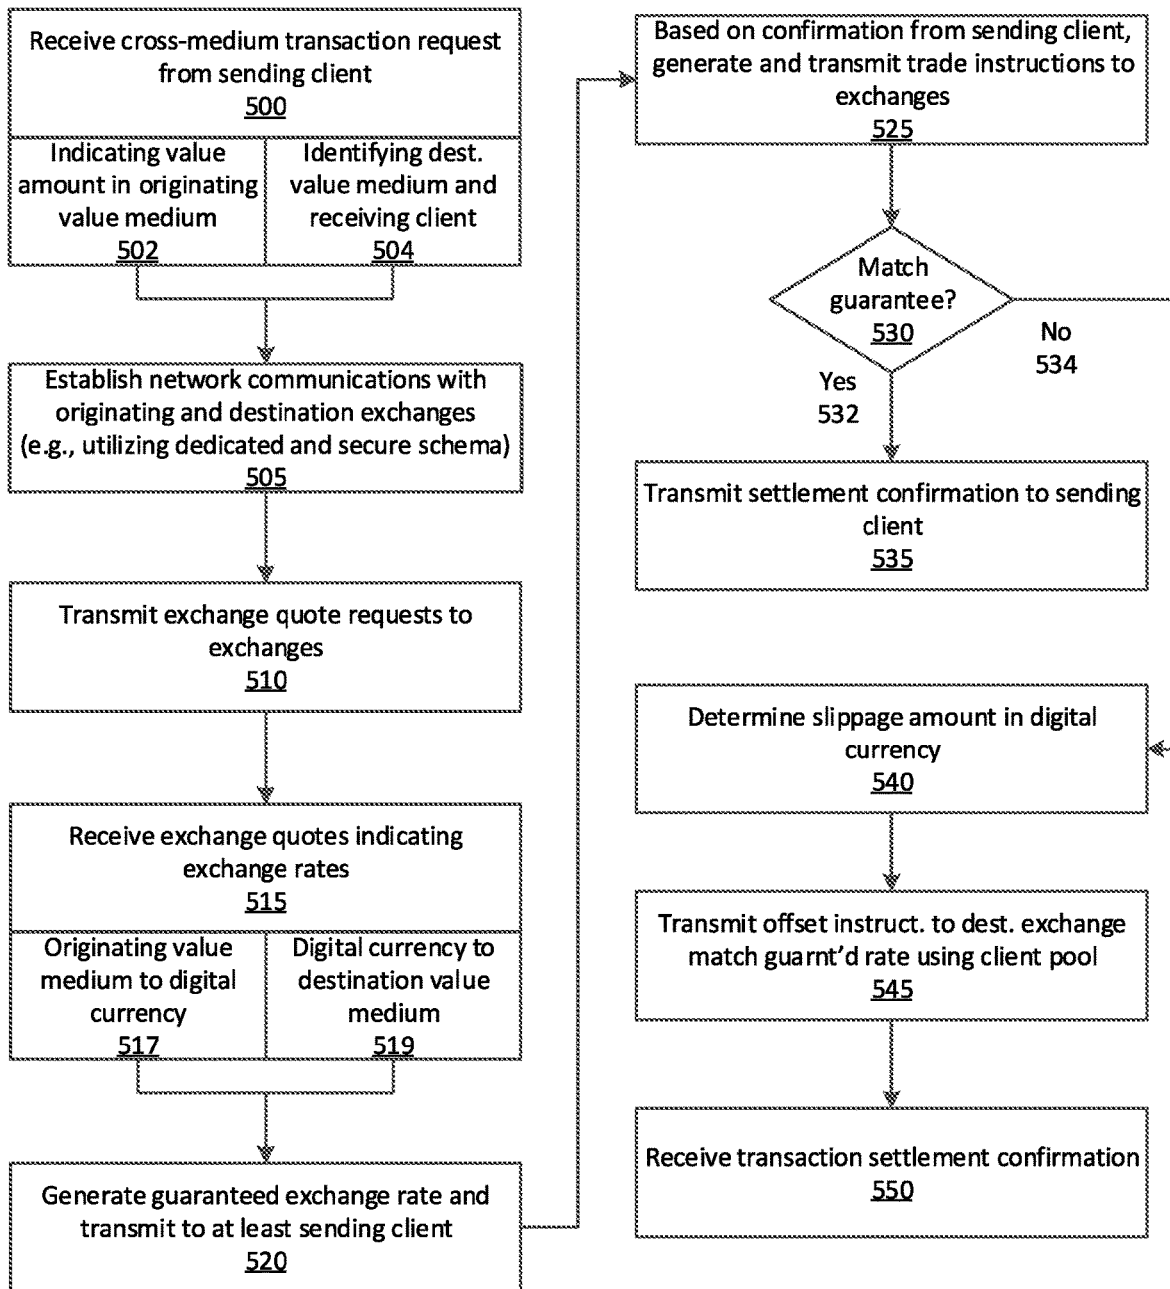 Receive cross-medium transaction request
from sending client
500
Indicating value
amount in originating
value medium
502
Identifying dest.
value medium and
receiving client
504
Establish network communications with
originating and destination exchanges
(e.g., utilizing dedicated and secure schema)
505
Transmit exchange quote requests to
exchanges
510
Receive exchange quotes indicating
exchange rates
515
Originating value
medium to digital
currency
517
Digital currency to
destination value
medium
519
Generate guaranteed exchange rate and
transmit to at least sending client
520
Based on confirmation from sending client,
generate and transmit trade instructions to
exchanges
525
Match
guarantee?
530
No
534
Yes
532
Transmit settlement confirmation to sending
client
535
Determine slippage amount in digital
currency
540
Transmit offset instruct. to dest. exchange
match guarnt’d rate using client pool
545
Receive transaction settlement confirmation
550